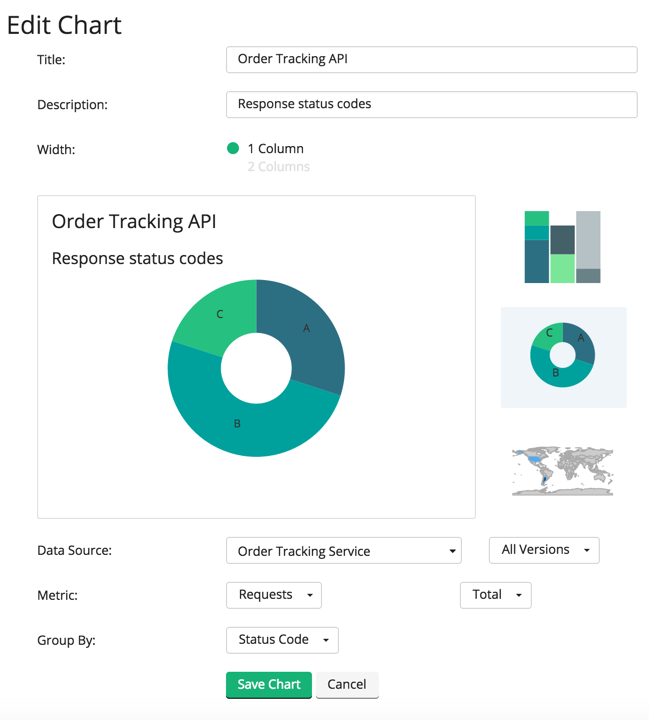 Edit Chart
Title: Order Tracking API
Description: Response status codes
Width: 1 Column
2 Columns
Order Tracking API
Response status codes
C
A
B
C
A
B
Data Source: Order Tracking Service All Versions
Metric: Requests Total
Group By: Status Code
Save Chart Cancel